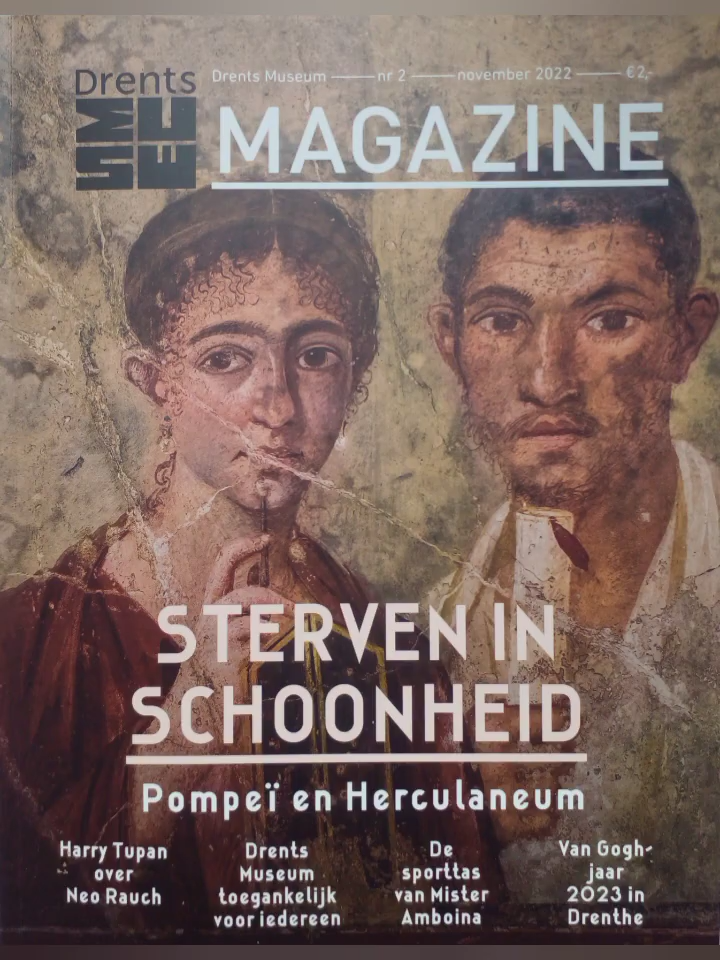 Drents
Drents Museum nr 2 november 2022 €2,-
MAGAZINE
STERVEN IN
SCHOONHEID
Pompeï en Herculaneum
Harry Tupan
over
Neo Rauch
Drents
Museum
toegankelijk
voor iedereen
De
sporttas
van Mister
Amboina
Van Gogh-
jaar
2023 in
Drenthe